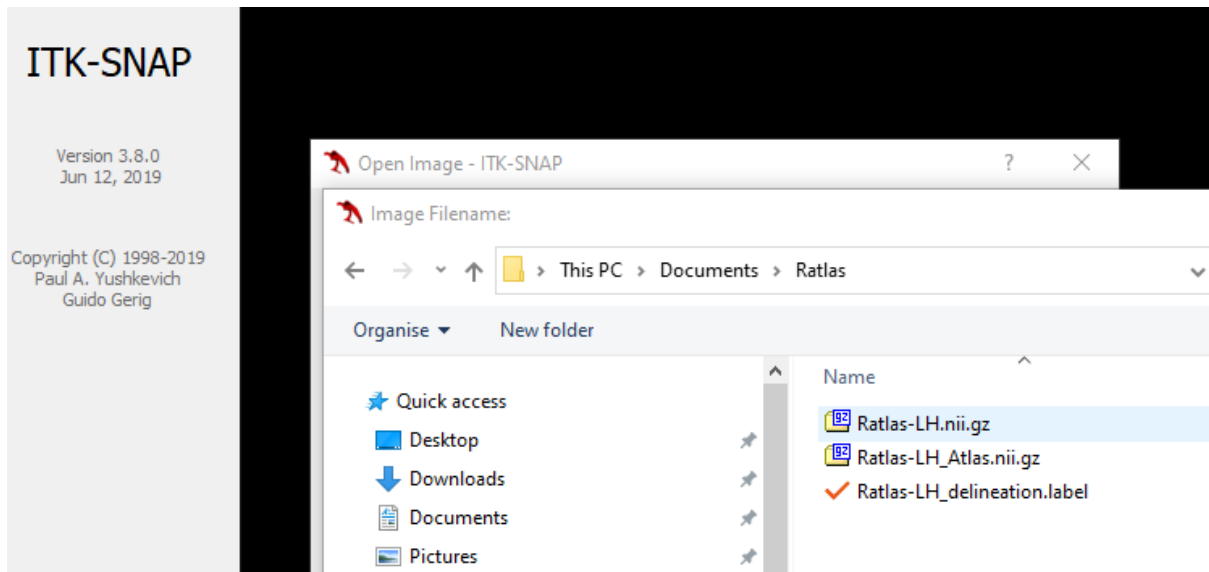 ITK-SNAP
Version 3.8.0
Jun 12, 2019
Copyright (C) 1998-2019
Paul A. Yushkevich
Guido Gerig
Open Image - ITK-SNAP
?
Image Filename:
This PC > Documents > Ratlas
Organise
New folder
Quick access
Desktop
Downloads
Documents
Pictures
Name
Ratlas-LH.nii.gz
Ratlas-LH_Atlas.nii.gz
Ratlas-LH_delineation.label